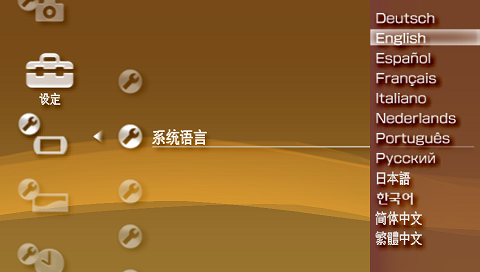 设定
系统语言
Deutsch
English
Español
Français
Italiano
Nederlands
Português
Русский
日本語
한국어
简体中文
繁體中文